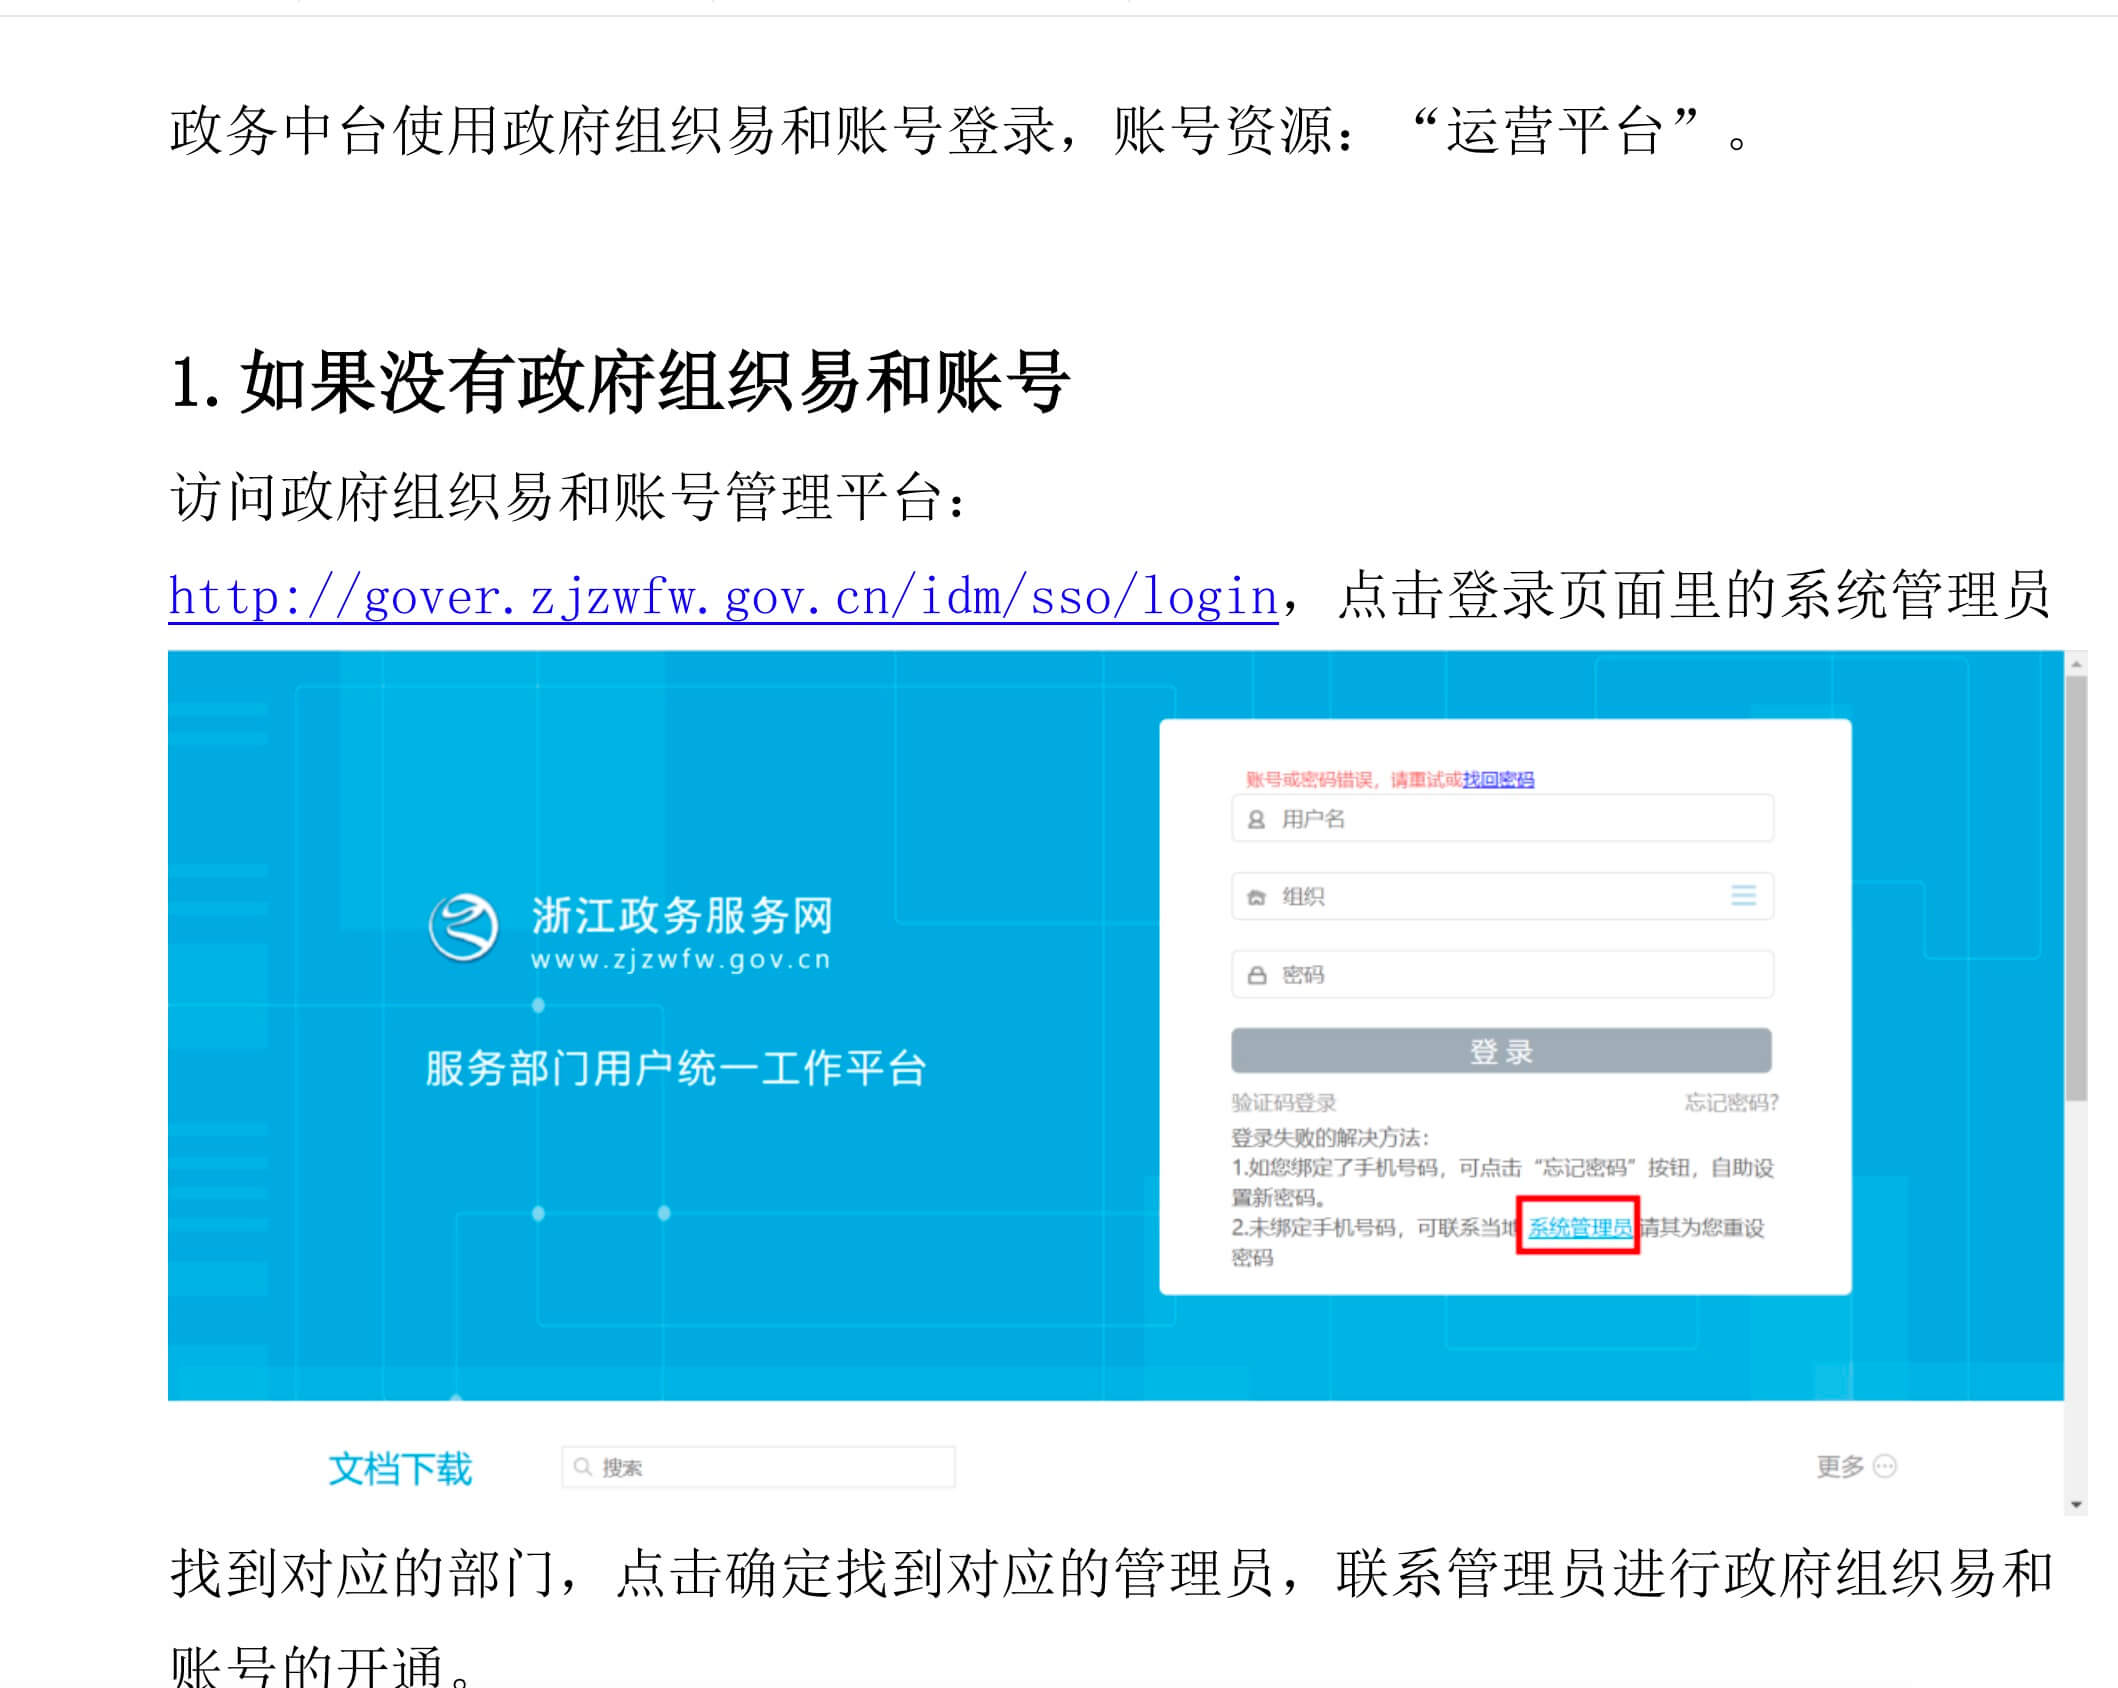 政务中台使用政府组织易和账号登录，账号资源：“运营平台”。
1.如果没有政府组织易和账号
访问政府组织易和账号管理平台：
http://gover.zjzwfw.gov.cn/idm/sso/login，点击登录页面里的系统管理员
账号或密码错误，请重试或找回密码
用户名
组织
密码
登录
浙江政务服务网
www.zjzwfw.gov.cn
服务部门用户统一工作平台
验证码登录 忘记密码?
登录失败的解决方法：
1.如您绑定了手机号码，可点击“忘记密码”按钮，自助设
置新密码。
2.未绑定手机号码，可联系当地系统管理员请其为您重设
密码
文档下载 搜索 更多
找到对应的部门，点击确定找到对应的管理员，联系管理员进行政府组织易和
账号的开通。